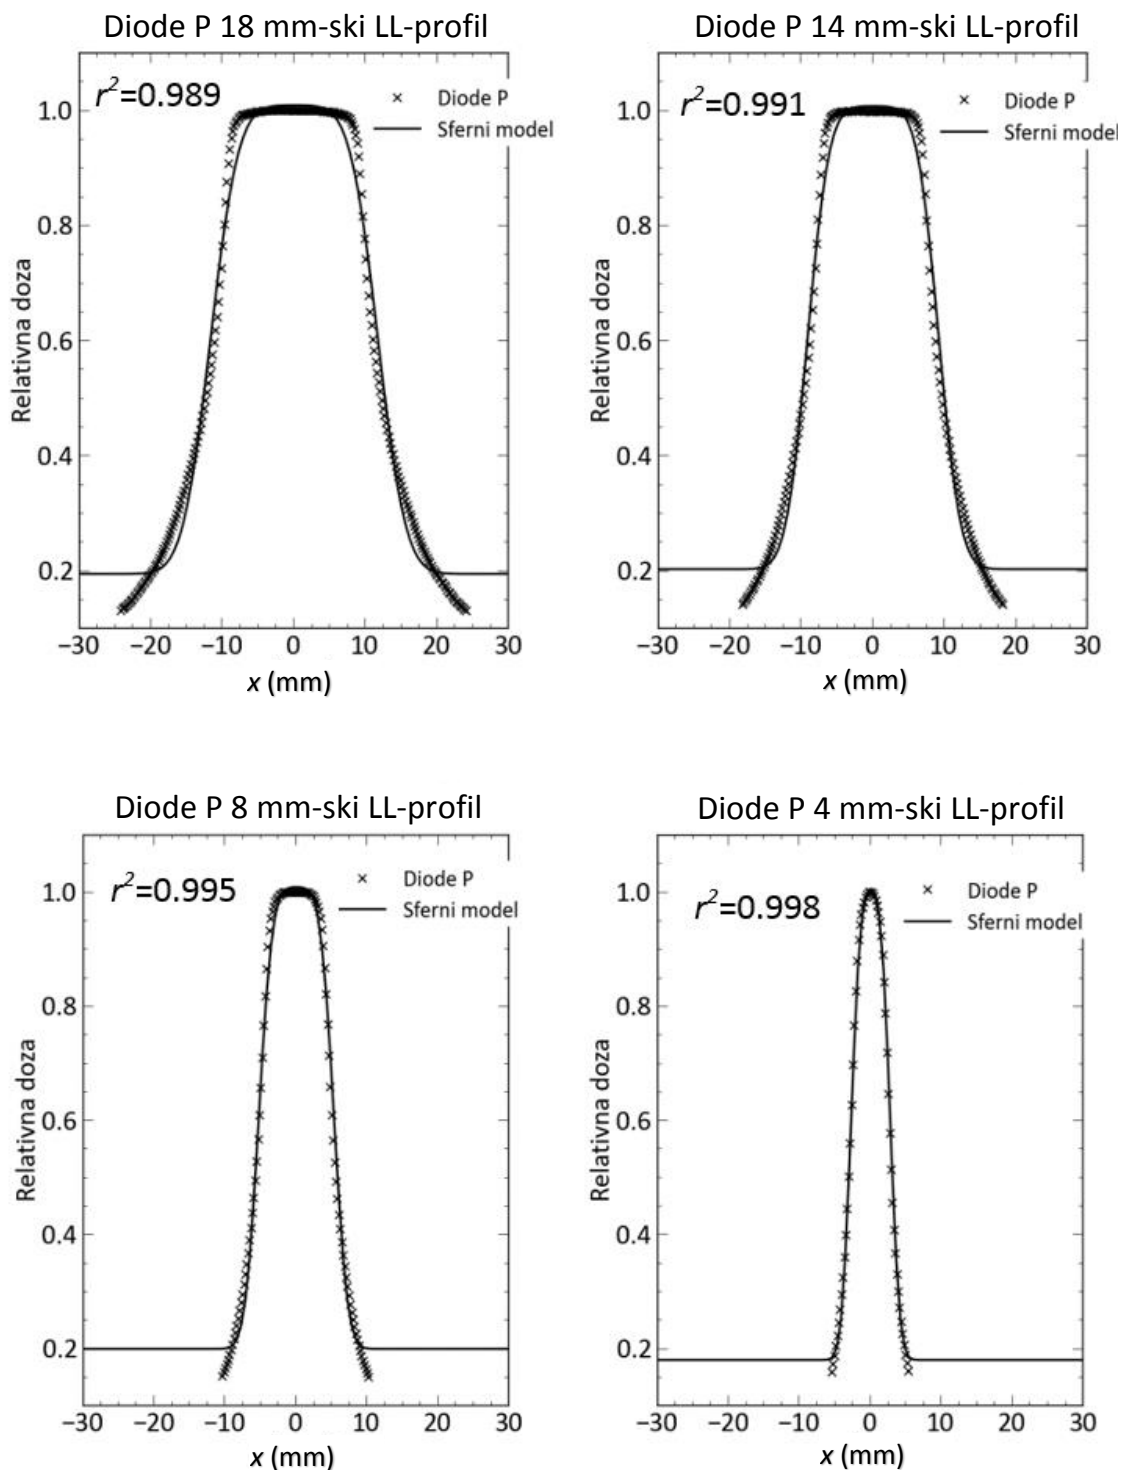 Diode P 18 mm-ski LL-profil
r²=0.989
Diode P
Sferni model
1.0
0.8
0.6
0.4
0.2
Relativna doza
−30 −20 −10 0 10 20 30
x (mm)
Diode P 14 mm-ski LL-profil
r²=0.991
Diode P
Sferni model
1.0
0.8
0.6
0.4
0.2
Relativna doza
−30 −20 −10 0 10 20 30
x (mm)
Diode P 8 mm-ski LL-profil
r²=0.995
Diode P
Sferni model
1.0
0.8
0.6
0.4
0.2
Relativna doza
−30 −20 −10 0 10 20 30
x (mm)
Diode P 4 mm-ski LL-profil
r²=0.998
Diode P
Sferni model
1.0
0.8
0.6
0.4
0.2
Relativna doza
−30 −20 −10 0 10 20 30
x (mm)